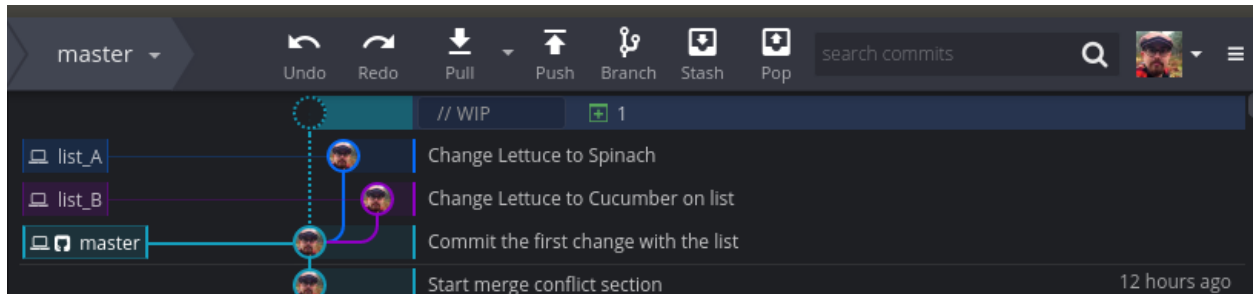 master
Undo Redo Pull Push Branch Stash Pop search commits
// WIP 1
list_A Change Lettuce to Spinach
list_B Change Lettuce to Cucumber on list
master Commit the first change with the list
Start merge conflict section 12 hours ago